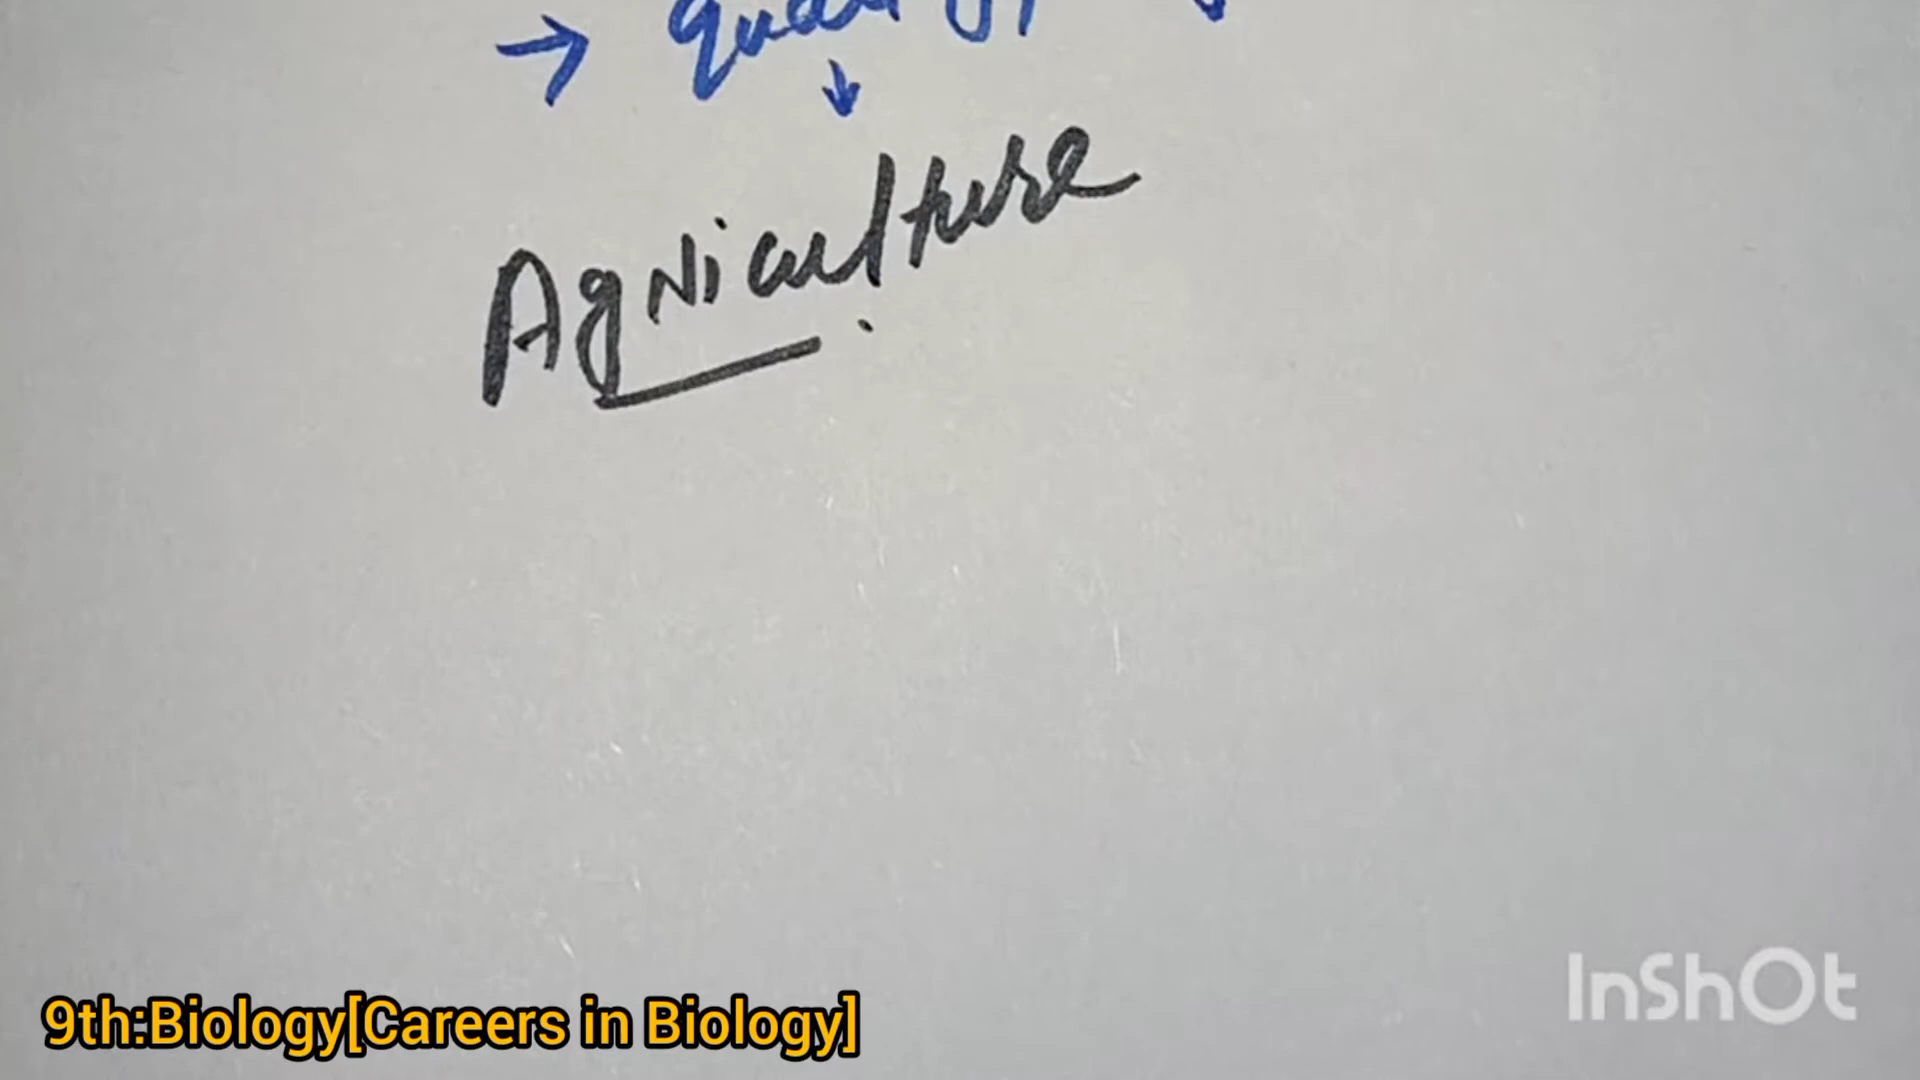 →
↓
Agriculture
InShOt
9th:Biology[Careers in Biology]